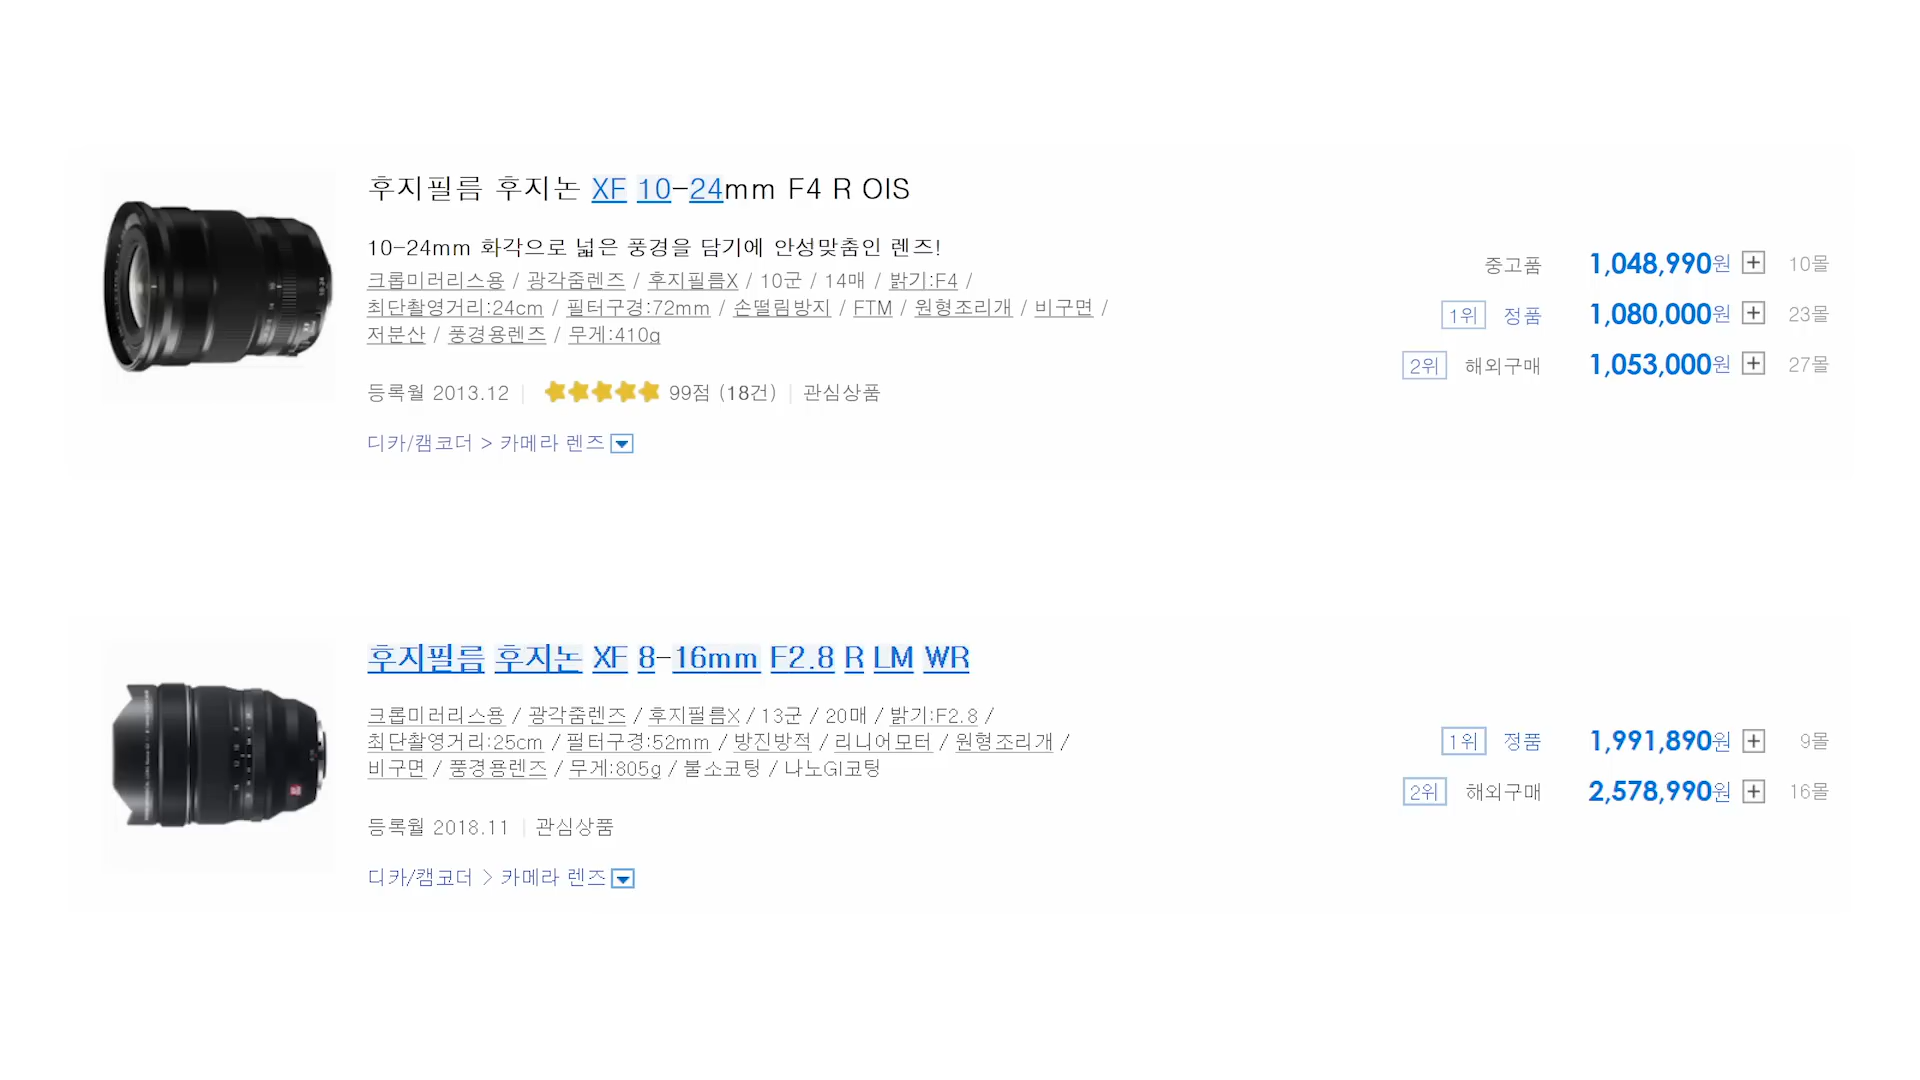 후지필름 후지논 XF 10-24mm F4 R OIS
10-24mm 화각으로 넓은 풍경을 담기에 안성맞춤인 렌즈!
크롭미러리스용 / 광각줌렌즈 / 후지필름X / 10군 / 14매 / 밝기:F4 /
최단촬영거리:24cm / 필터구경:72mm / 손떨림방지 / FTM / 원형조리개 / 비구면 /
저분산 / 풍경용렌즈 / 무게:410g
등록월 2013.12 | 99점 (18건) | 관심상품
디카/캠코더 > 카메라 렌즈
중고품 1,048,990원 10몰
1위 정품 1,080,000원 23몰
2위 해외구매 1,053,000원 27몰
후지필름 후지논 XF 8-16mm F2.8 R LM WR
크롭미러리스용 / 광각줌렌즈 / 후지필름X / 13군 / 20매 / 밝기:F2.8 /
최단촬영거리:25cm / 필터구경:52mm / 방진방적 / 리니어모터 / 원형조리개 /
비구면 / 풍경용렌즈 / 무게:805g / 불소코팅 / 나노GI코팅
등록월 2018.11 | 관심상품
디카/캠코더 > 카메라 렌즈
1위 정품 1,991,890원 9몰
2위 해외구매 2,578,990원 16몰